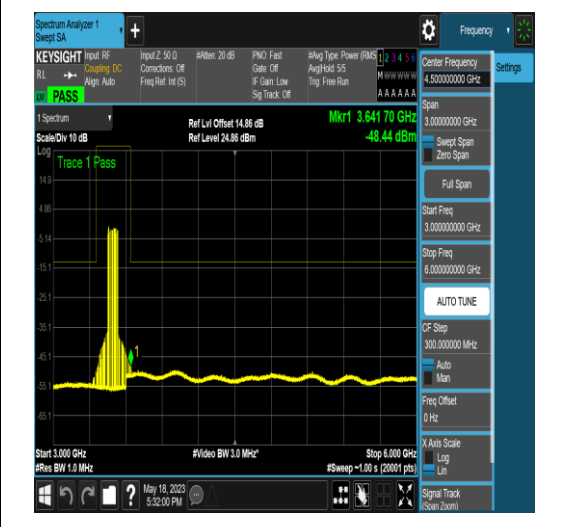 Spectrum Analyzer 1
Swept SA
Frequency
KEYSIGHT
RL
Input: RF
Coupling: DC
Align: Auto
Input Z: 50 Ω
Corrections: Off
Freq Ref: Int (S)
#Atten: 20 dB
PNO: Fast
Gate: Off
IF Gain: Low
Sig Track: Off
#Avg Type: Power (RMS
Avg|Hold: 5/5
Trig: Free Run
1 2 3 4 5 6
M W W W W W
A A A A A A
PASS
1 Spectrum
Scale/Div 10 dB
Ref Lvl Offset 14.86 dB
Ref Level 24.86 dBm
Mkr1 3.641 70 GHz
-48.44 dBm
Log
Trace 1 Pass
14.9
4.86
-5.14
-15.1
-25.1
-35.1
-45.1
-55.1
-65.1
1
Start 3.000 GHz
#Res BW 1.0 MHz
#Video BW 3.0 MHz*
Stop 6.000 GHz
#Sweep ~1.00 s (20001 pts)
May 18, 2023
5:32:00 PM
?
Center Frequency
4.500000000 GHz
Settings
Span
3.00000000 GHz
Swept Span
Zero Span
Full Span
Start Freq
3.000000000 GHz
Stop Freq
6.000000000 GHz
AUTO TUNE
CF Step
300.000000 MHz
Auto
Man
Freq Offset
0 Hz
X Axis Scale
Log
Lin
Signal Track
(Span Zoom)